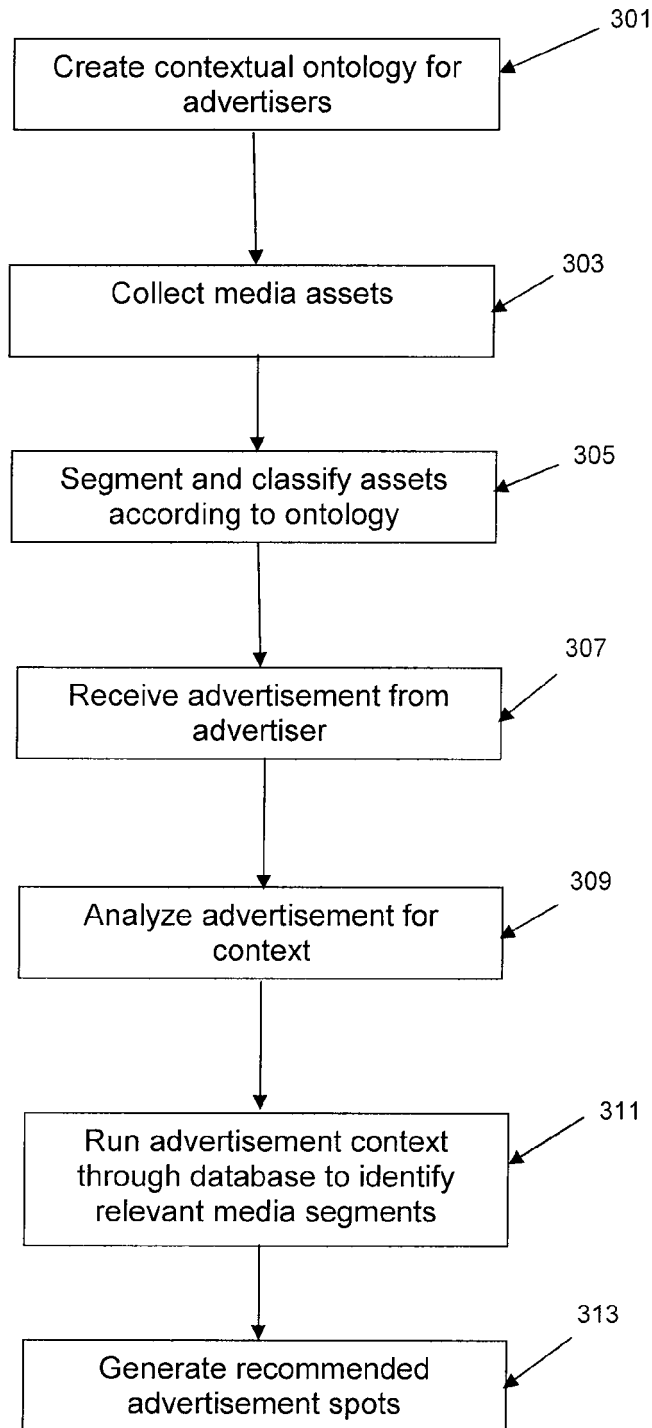 301
Create contextual ontology for
advertisers
303
Collect media assets
305
Segment and classify assets
according to ontology
307
Receive advertisement from
advertiser
309
Analyze advertisement for
context
311
Run advertisement context
through database to identify
relevant media segments
313
Generate recommended
advertisement spots